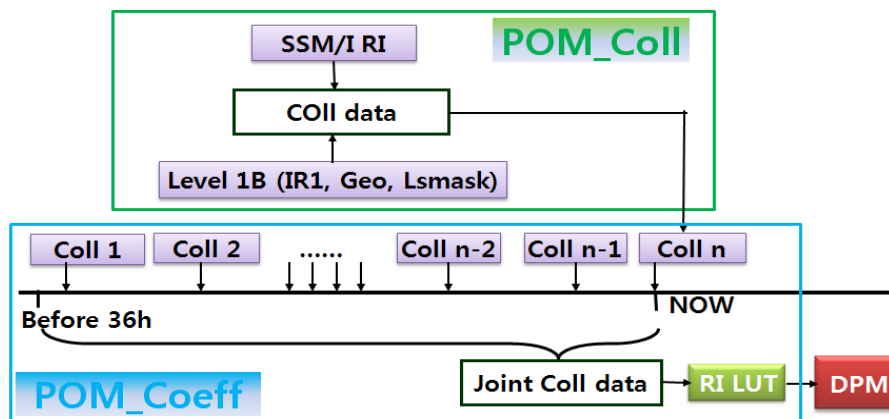 SSM/I RI
POM_Coll
COll data
Level 1B (IR1, Geo, Lsmask)
Coll 1
Coll 2
......
Coll n-2
Coll n-1
Coll n
Before 36h
NOW
Joint Coll data
RI LUT
DPM
POM_Coeff